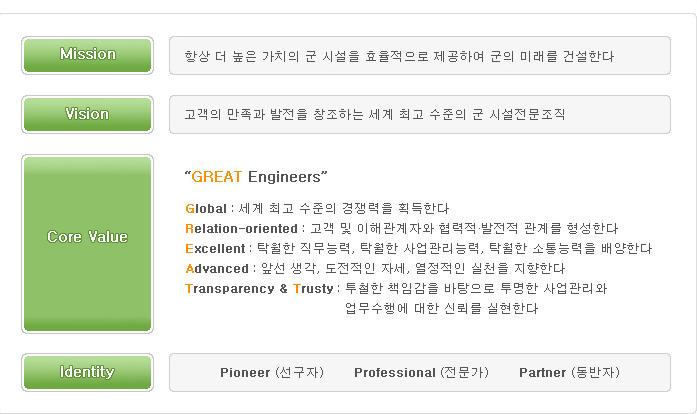 Mission
항상 더 높은 가치의 군 시설을 효율적으로 제공하여 군의 미래를 건설한다
Vision
고객의 만족과 발전을 창조하는 세계 최고 수준의 군 시설전문조직
Core Value
“GREAT Engineers”
Global : 세계 최고 수준의 경쟁력을 획득한다
Relation-oriented : 고객 및 이해관계자와 협력적·발전적 관계를 형성한다
Excellent : 탁월한 직무능력, 탁월한 사업관리능력, 탁월한 소통능력을 배양한다
Advanced : 앞선 생각, 도전적인 자세, 열정적인 실천을 지향한다
Transparency & Trusty : 투철한 책임감을 바탕으로 투명한 사업관리와
업무수행에 대한 신뢰를 실현한다
Identity
Pioneer (선구자) Professional (전문가) Partner (동반자)